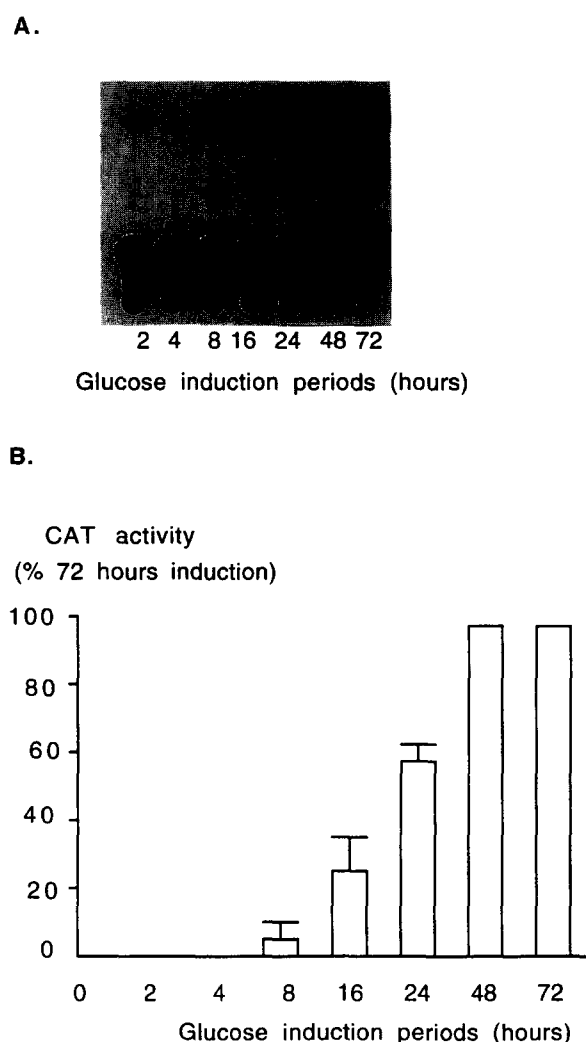 A.
2 4 8 16 24 48 72
Glucose induction periods (hours)
B.
CAT activity
(% 72 hours induction)
100
80
60
40
20
0
0 2 4 8 16 24 48 72
Glucose induction periods (hours)